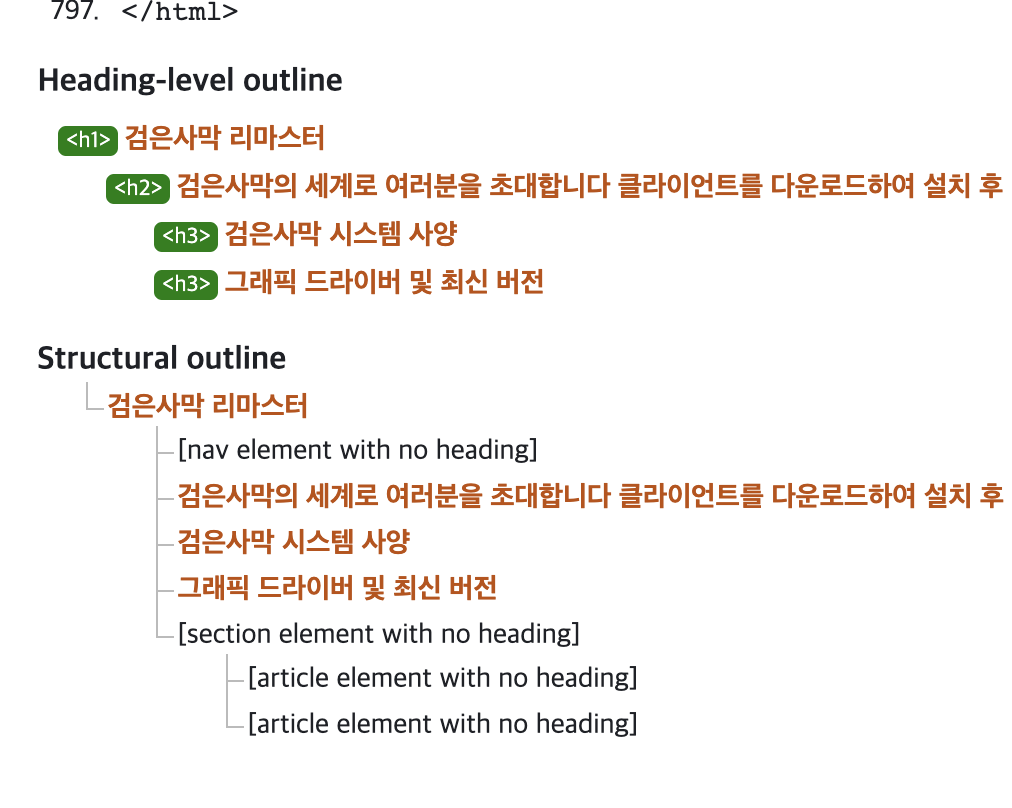 797. </html>
Heading-level outline
<h1> 검은사막 리마스터
<h2> 검은사막의 세계로 여러분을 초대합니다 클라이언트를 다운로드하여 설치 후
<h3> 검은사막 시스템 사양
<h3> 그래픽 드라이버 및 최신 버전
Structural outline
검은사막 리마스터
[nav element with no heading]
검은사막의 세계로 여러분을 초대합니다 클라이언트를 다운로드하여 설치 후
검은사막 시스템 사양
그래픽 드라이버 및 최신 버전
[section element with no heading]
[article element with no heading]
[article element with no heading]